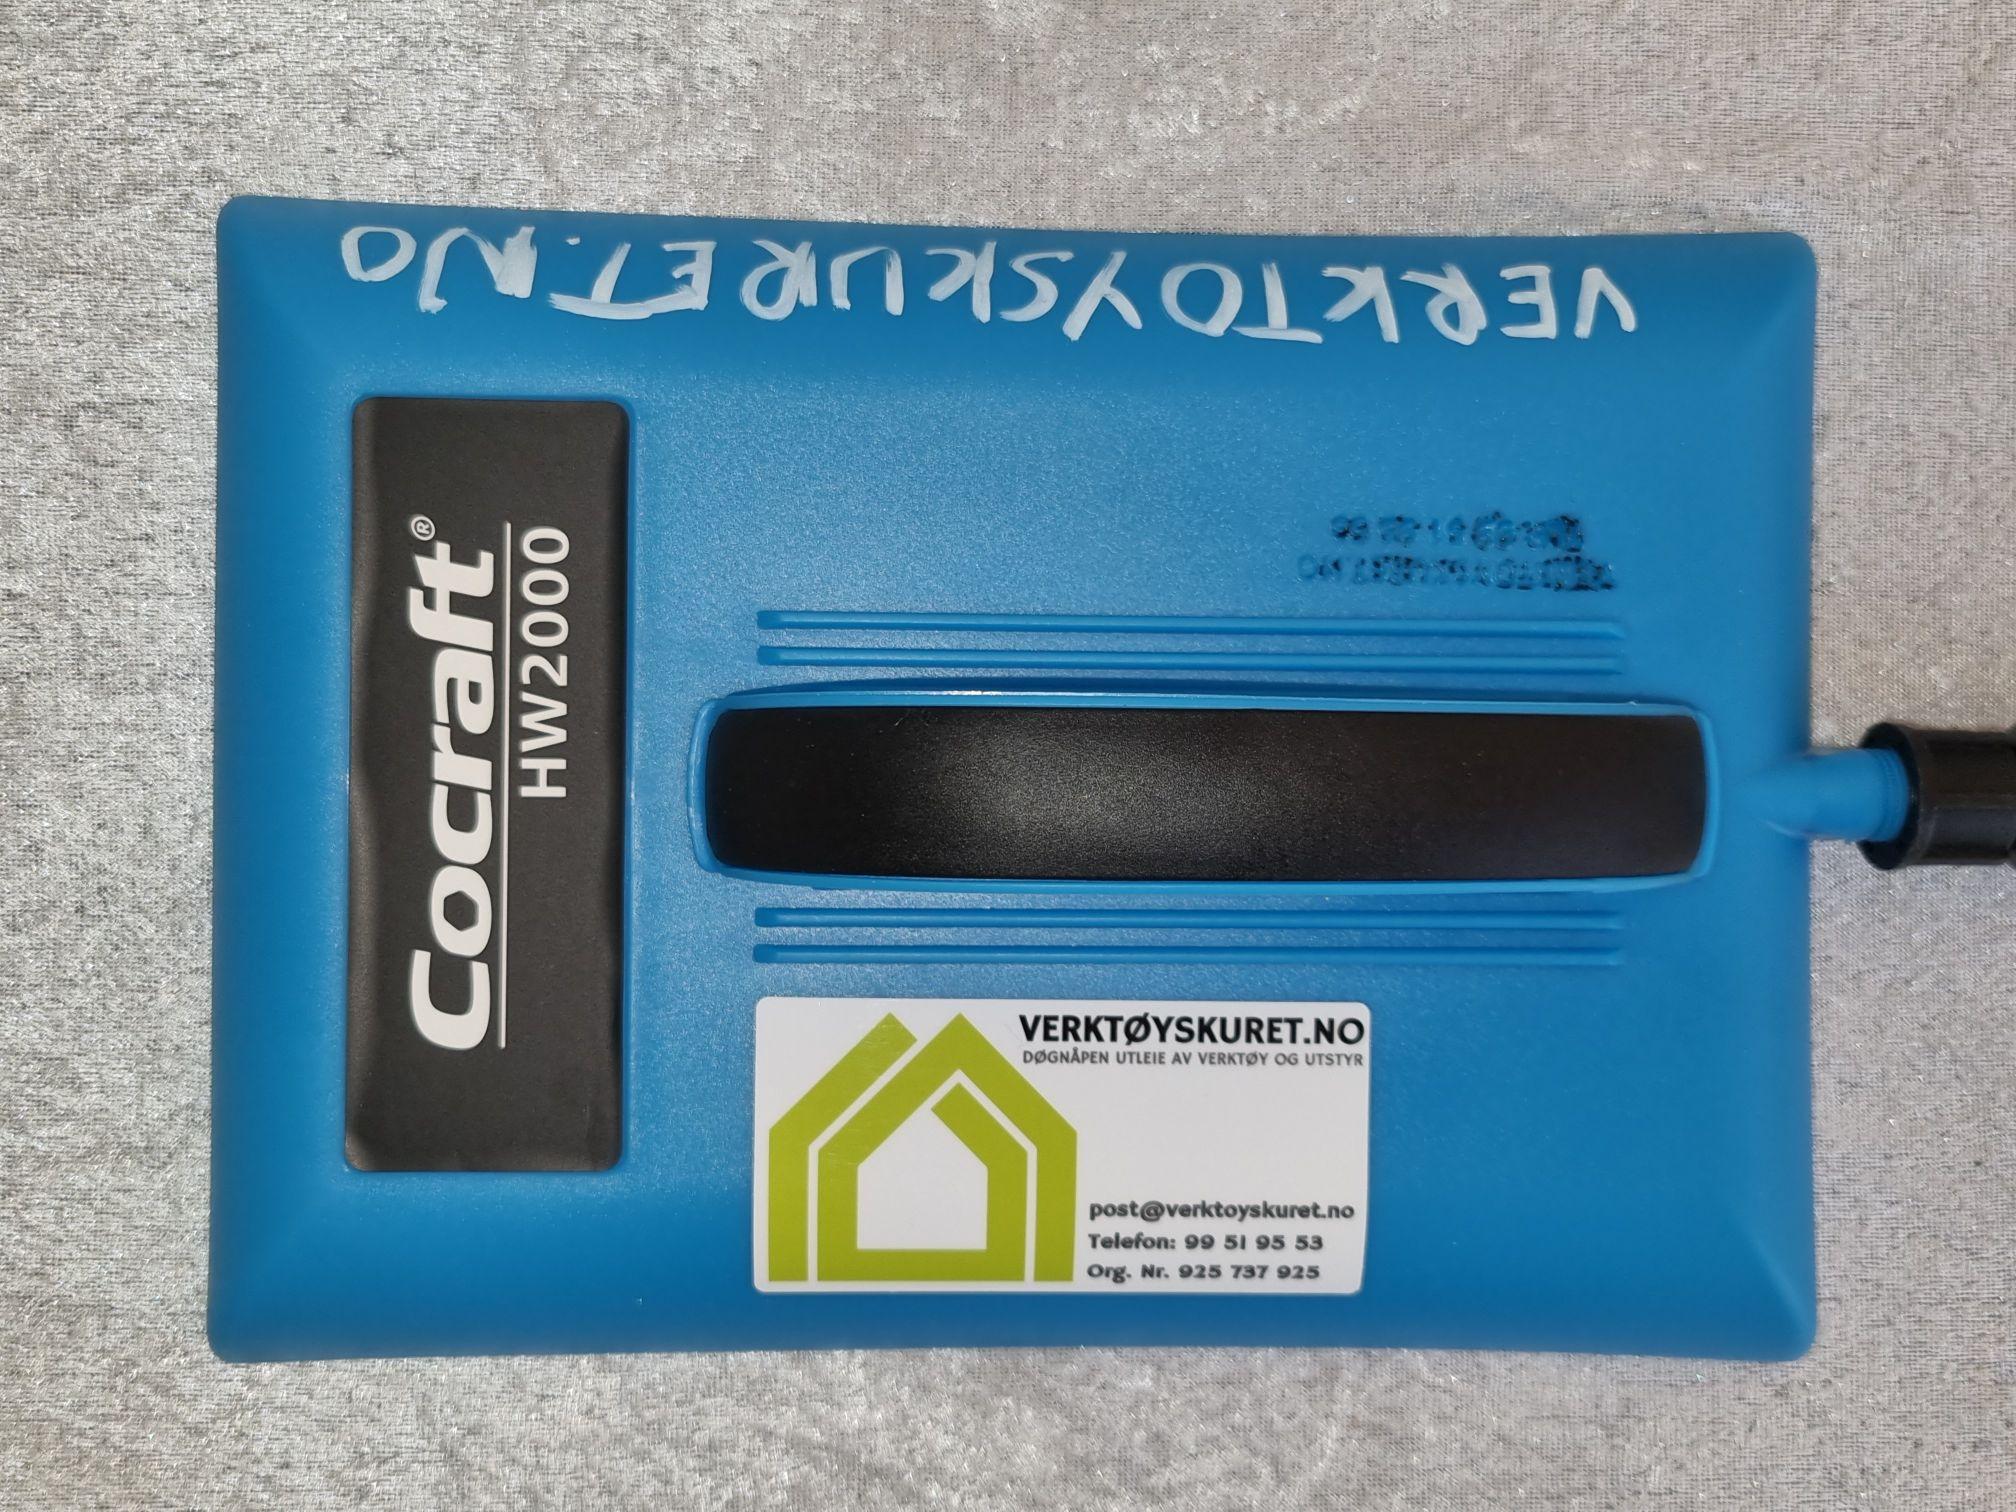 VERKTOYSKURET.NO
Cocraft®
HW2000
VERKTØYSKURET.NO
DØGNÅPEN UTLEIE AV VERKTØY OG UTSTYR
post@verktoyskuret.no
Telefon: 99 51 95 53
Org. Nr. 925 737 925